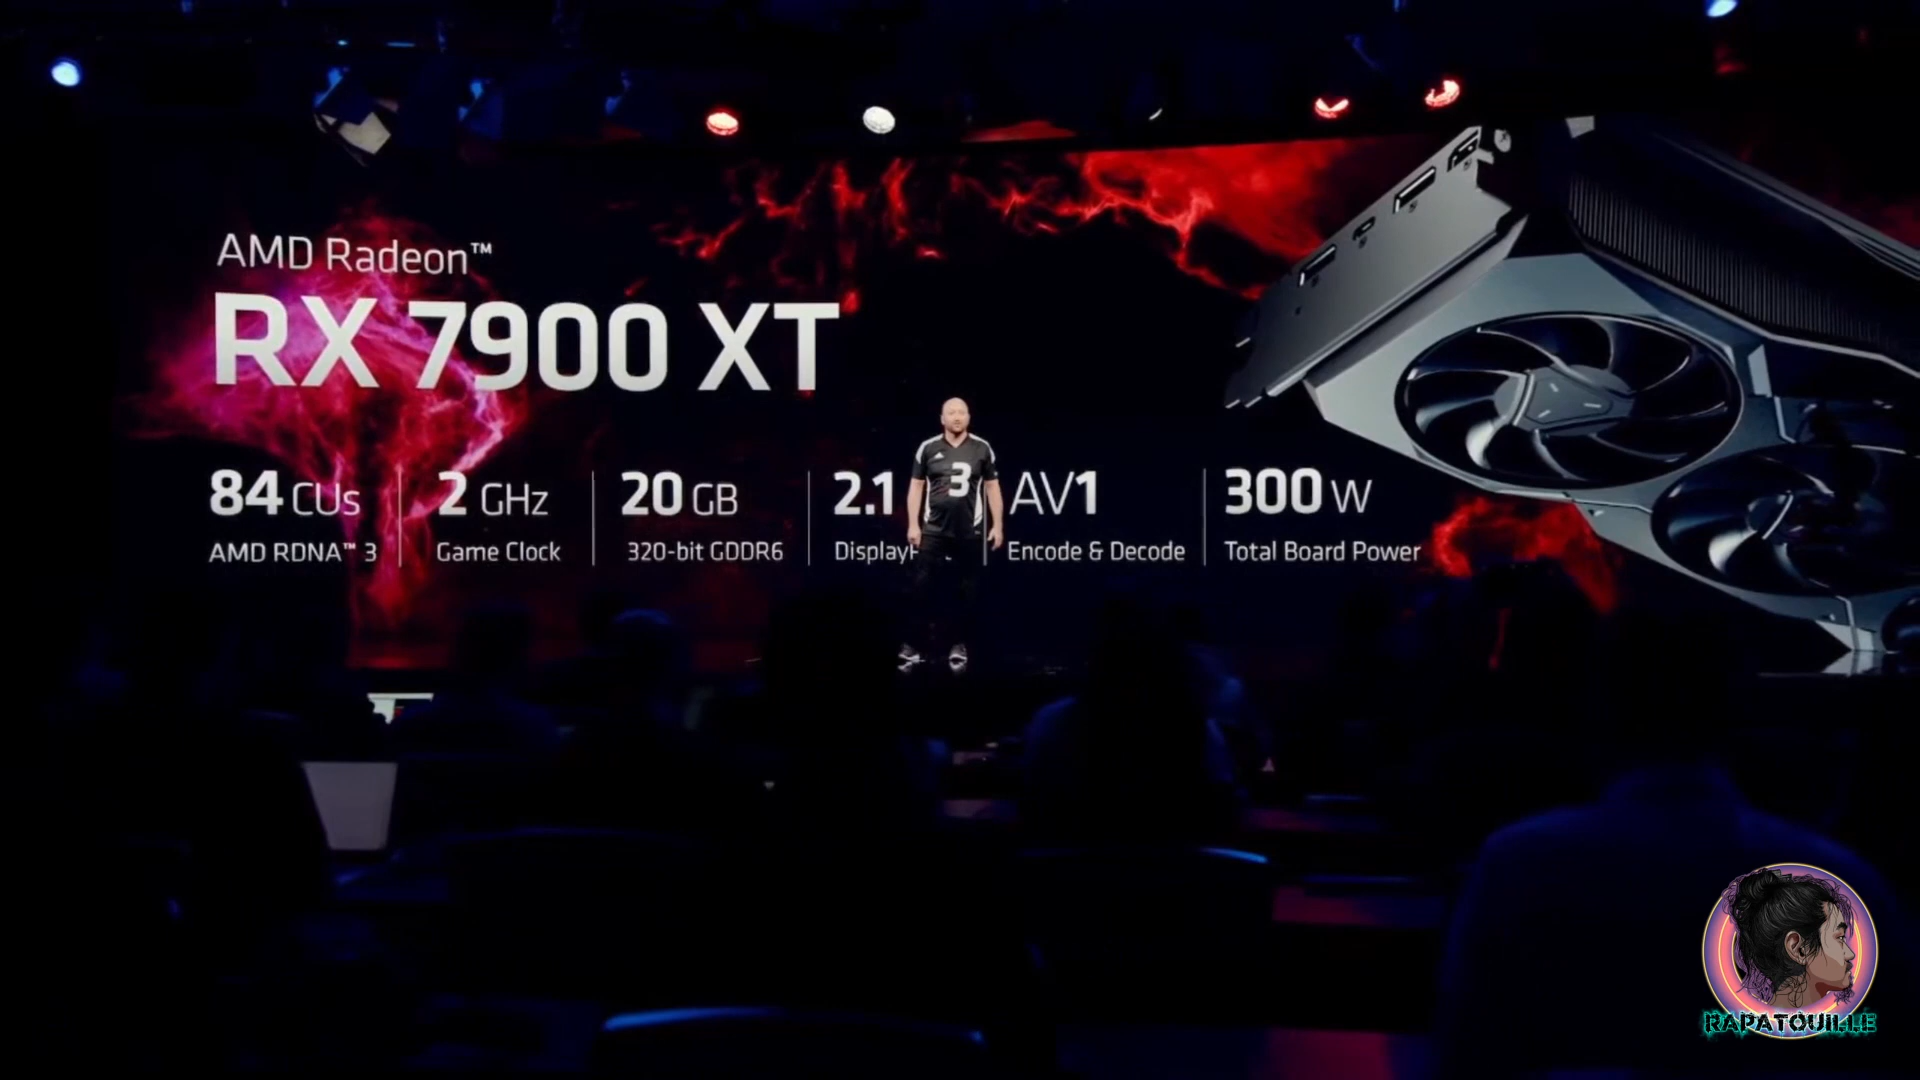 AMD Radeon™
RX 7900 XT
84 CUs
AMD RDNA™ 3
2 GHz
Game Clock
20 GB
320-bit GDDR6
2.1
3
AV1
Encode & Decode
300 W
Total Board Power
RAPATOUILLE